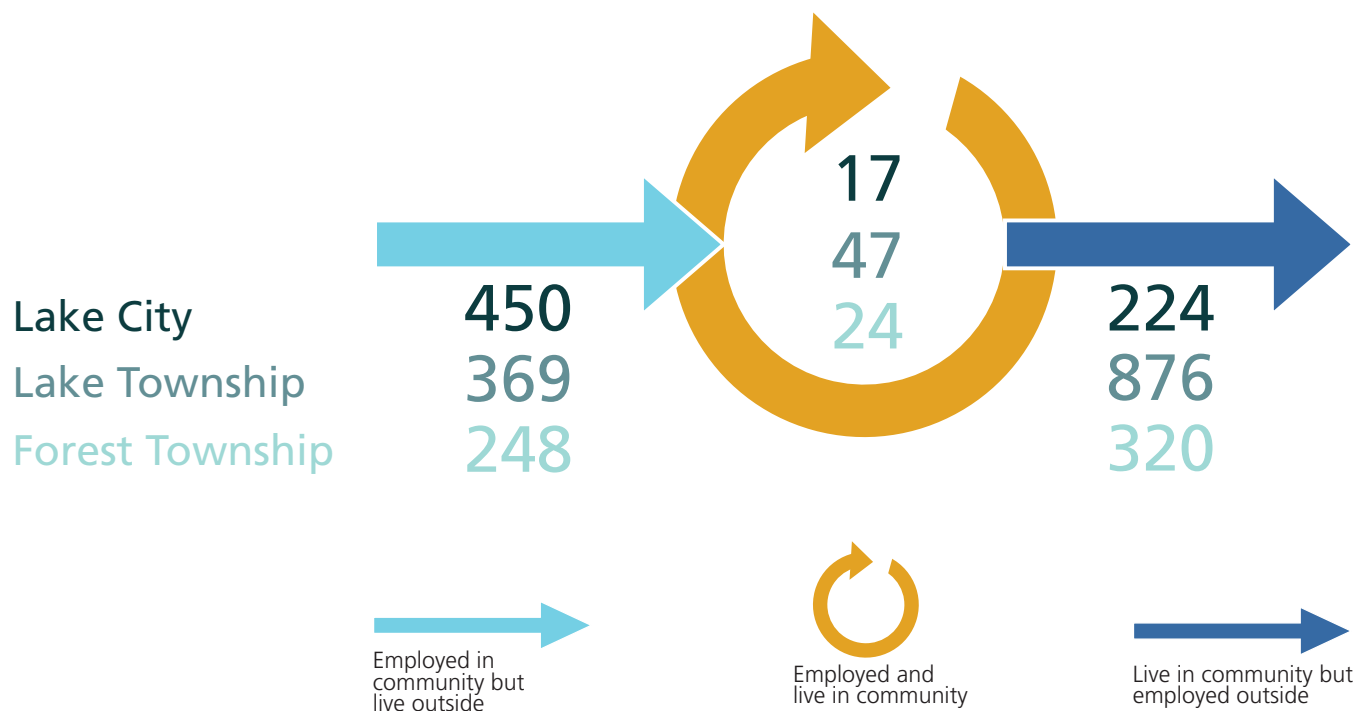 17
47
24
Lake City 450 224
Lake Township 369 876
Forest Township 248 320
Employed in
community but
live outside
Employed and
live in community
Live in community but
employed outside